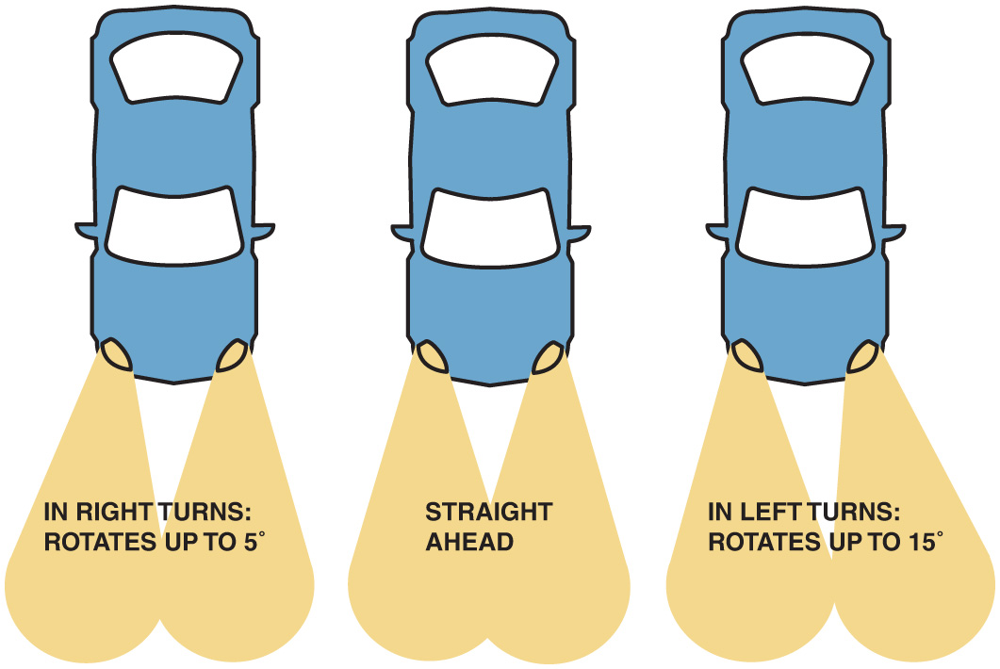 IN RIGHT TURNS:
ROTATES UP TO 5˚
STRAIGHT
AHEAD
IN LEFT TURNS:
ROTATES UP TO 15˚